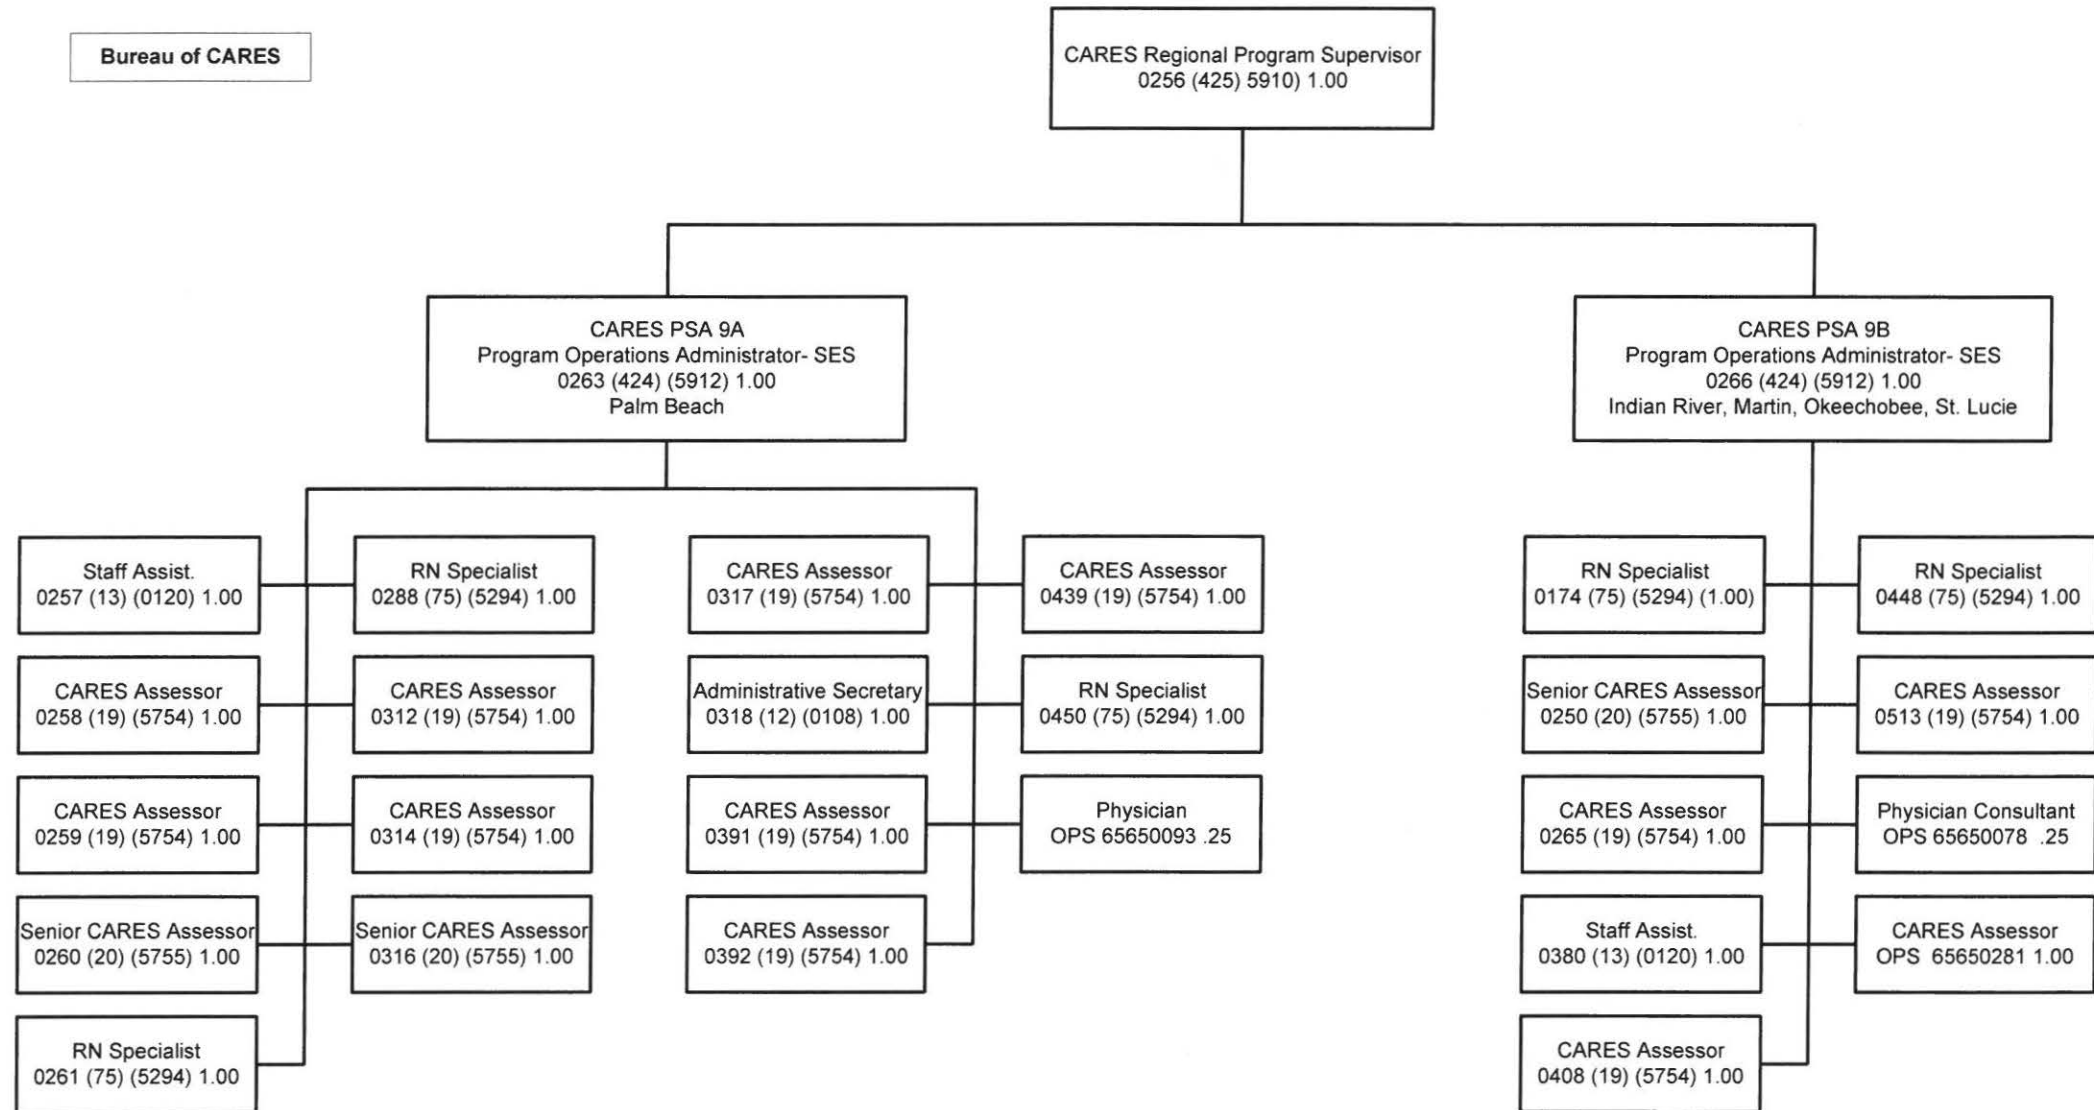 Bureau of CARES
CARES Regional Program Supervisor
0256 (425) 5910) 1.00
CARES PSA 9A
Program Operations Administrator- SES
0263 (424) (5912) 1.00
Palm Beach
CARES PSA 9B
Program Operations Administrator- SES
0266 (424) (5912) 1.00
Indian River, Martin, Okeechobee, St. Lucie
Staff Assist.
0257 (13) (0120) 1.00
RN Specialist
0288 (75) (5294) 1.00
CARES Assessor
0317 (19) (5754) 1.00
CARES Assessor
0439 (19) (5754) 1.00
RN Specialist
0174 (75) (5294) (1.00)
RN Specialist
0448 (75) (5294) 1.00
CARES Assessor
0258 (19) (5754) 1.00
CARES Assessor
0312 (19) (5754) 1.00
Administrative Secretary
0318 (12) (0108) 1.00
RN Specialist
0450 (75) (5294) 1.00
Senior CARES Assessor
0250 (20) (5755) 1.00
CARES Assessor
0513 (19) (5754) 1.00
CARES Assessor
0259 (19) (5754) 1.00
CARES Assessor
0314 (19) (5754) 1.00
CARES Assessor
0391 (19) (5754) 1.00
Physician
OPS 65650093 .25
CARES Assessor
0265 (19) (5754) 1.00
Physician Consultant
OPS 65650078 .25
Senior CARES Assessor
0260 (20) (5755) 1.00
Senior CARES Assessor
0316 (20) (5755) 1.00
CARES Assessor
0392 (19) (5754) 1.00
Staff Assist.
0380 (13) (0120) 1.00
CARES Assessor
OPS 65650281 1.00
RN Specialist
0261 (75) (5294) 1.00
CARES Assessor
0408 (19) (5754) 1.00